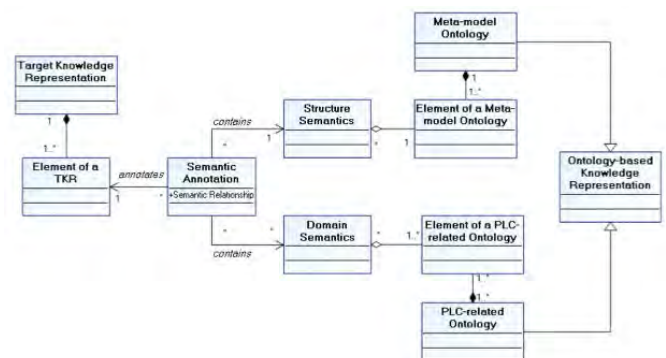 Meta-model
Ontology
Target Knowledge
Representation
1
1..*
1
1..*
contains
*
1
Structure
Semantics
*
1
Element of a Meta-
model Ontology
Element of a
TKR
annotates
1
*
Semantic
Annotation
+Semantic Relationship
Ontology-based
Knowledge
Representation
*
*
contains
Domain
Semantics
*
1..*
Element of a PLC-
related Ontology
1..*
1..*
PLC-related
Ontology